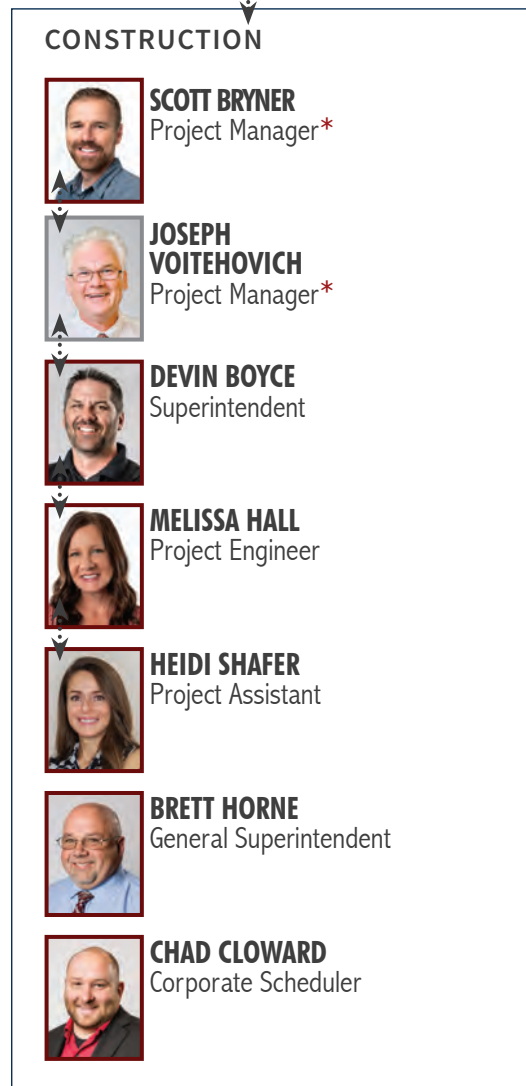 CONSTRUCTION
SCOTT BRYNER
Project Manager*
JOSEPH
VOITEHOVICH
Project Manager*
DEVIN BOYCE
Superintendent
MELISSA HALL
Project Engineer
HEIDI SHAFER
Project Assistant
BRETT HORNE
General Superintendent
CHAD CLOWARD
Corporate Scheduler